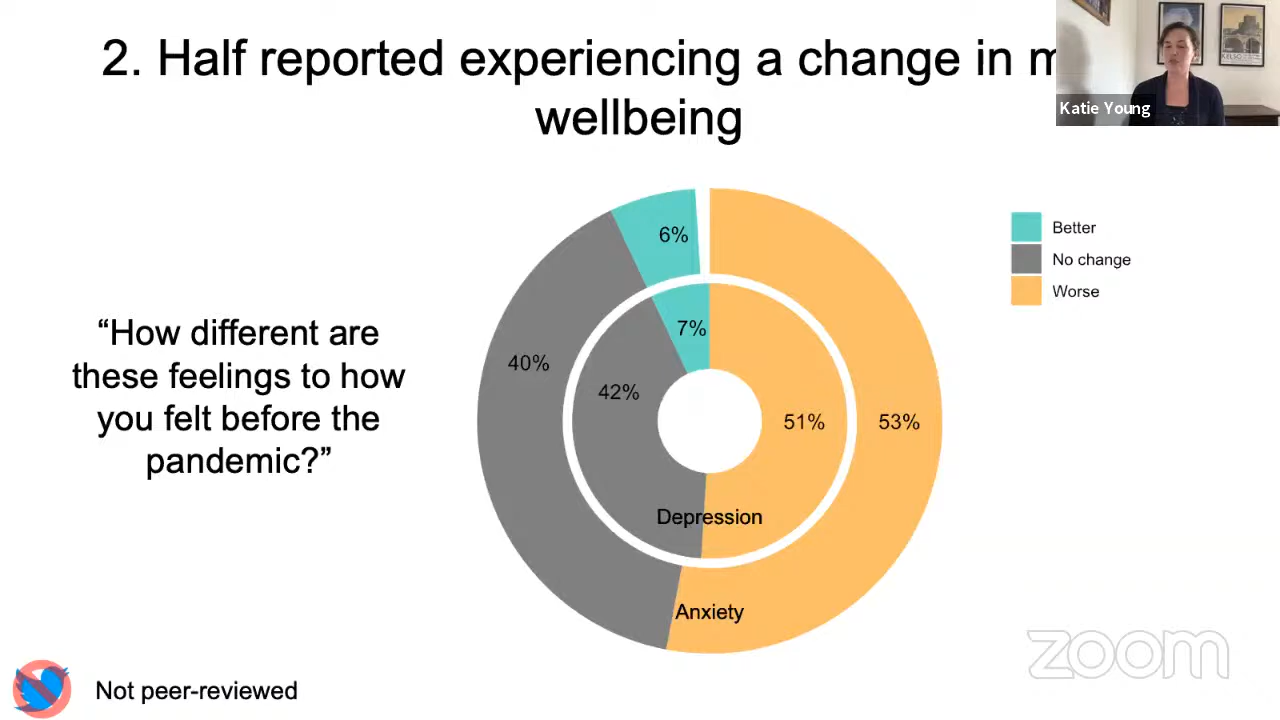 2. Half reported experiencing a change in
wellbeing
Katie Young
KELSO
6%
7%
40%
42%
51%
53%
Depression
Anxiety
Better
No change
Worse
“How different are
these feelings to how
you felt before the
pandemic?”
Not peer-reviewed
zoom